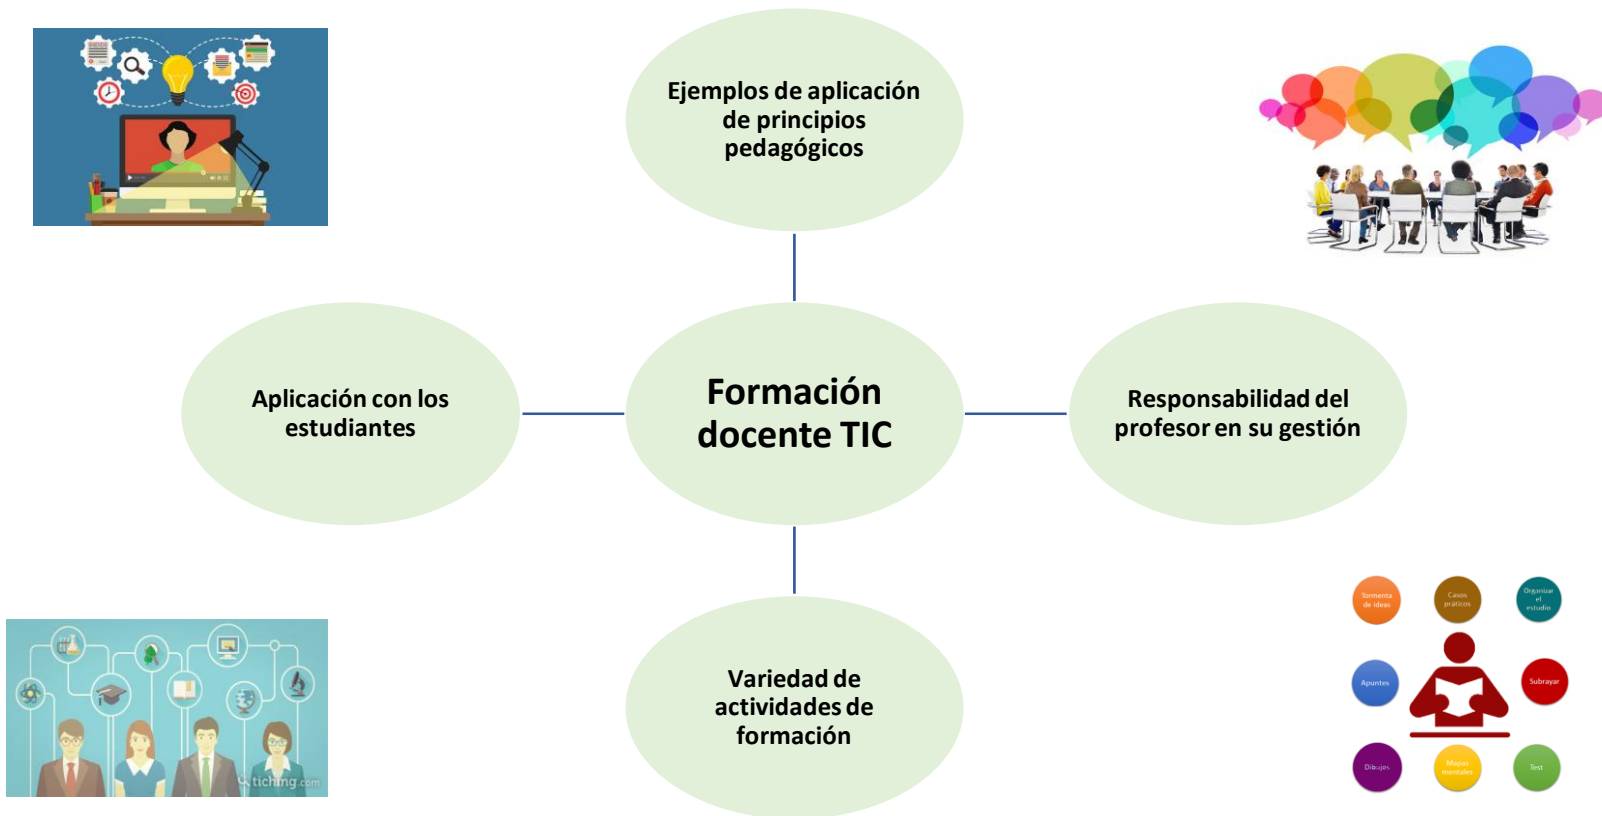 Ejemplos de aplicación
de principios
pedagógicos
Aplicación con los
estudiantes
Formación
docente TIC
Responsabilidad del
profesor en su gestión
Variedad de
actividades de
formación
tiching.com
Tormenta
de Ideas
Casos
práticos
Organizar
el
estudio
Apuntes
Subrayar
Dibujos
Mapas
mentales
Test